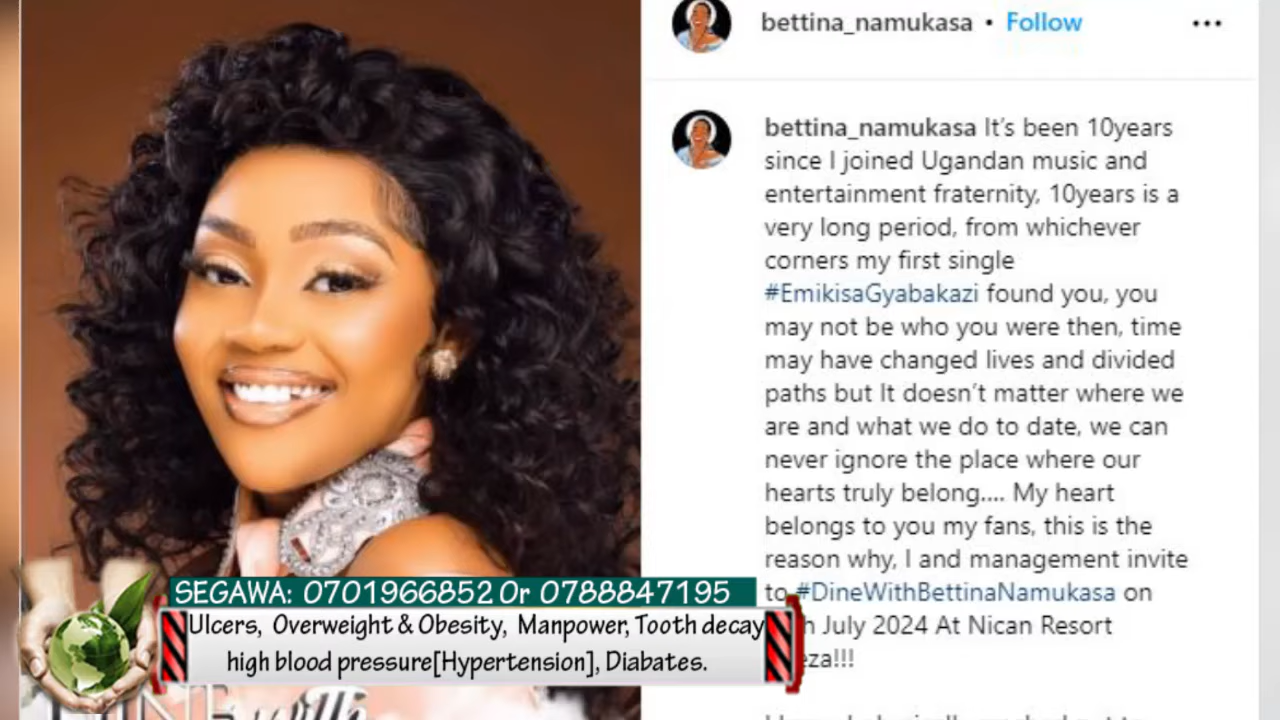 bettina_namukasa • Follow
bettina_namukasa It's been 10years
since I joined Ugandan music and
entertainment fraternity, 10years is a
very long period, from whichever
corners my first single
#EmikisaGyabakazi found you, you
may not be who you were then, time
may have changed lives and divided
paths but It doesn't matter where we
are and what we do to date, we can
never ignore the place where our
hearts truly belong.... My heart
belongs to you my fans, this is the
reason why, I and management invite
to #DineWithBettinaNamukasa on
July 2024 At Nican Resort
SEGAWA: 0701966852 Or 0788847195
Ulcers, Overweight & Obesity, Manpower, Tooth decay
high blood pressure[Hypertension], Diabates.
DINE with